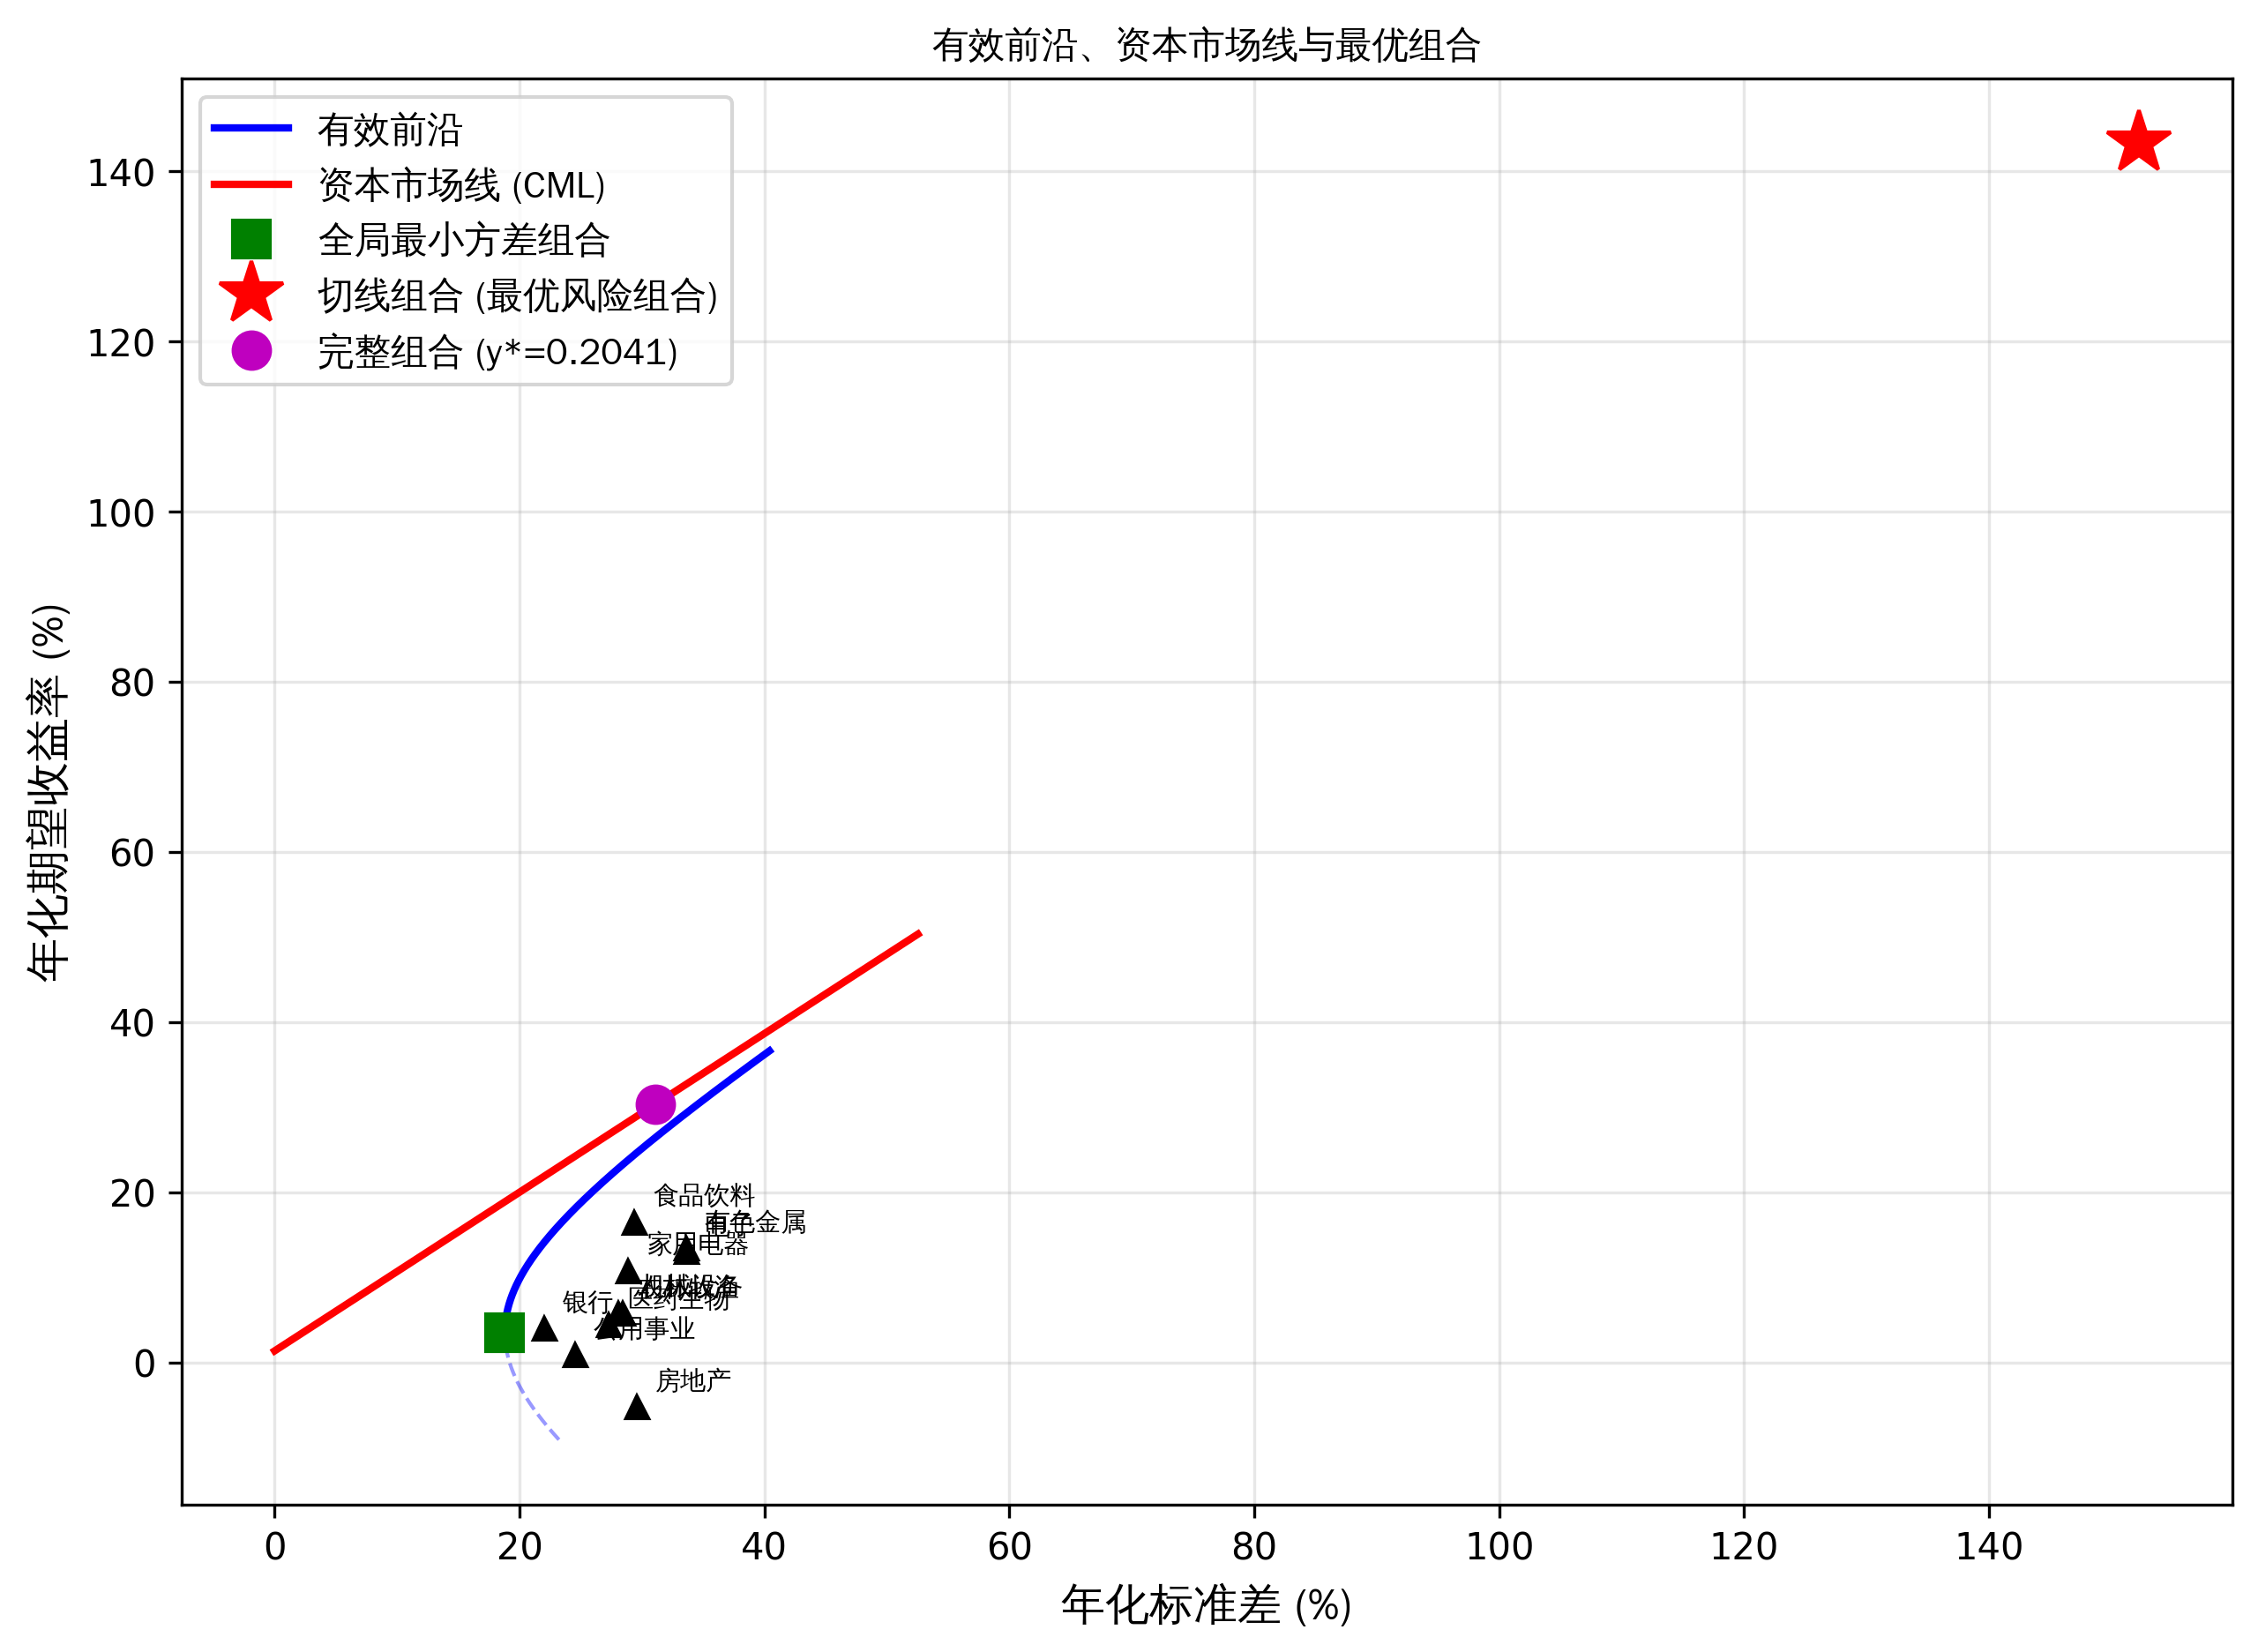 有效前沿、资本市场线与最优组合
有效前沿
资本市场线 (CML)
全局最小方差组合
切线组合 (最优风险组合)
完整组合 (y*=0.2041)
年化期望收益率 (%)
140
120
100
80
60
40
20
0
食品饮料
有色金属
家用电器
机械设备
医药生物
银行
公用事业
房地产
0
20
40
60
80
100
120
140
年化标准差 (%)